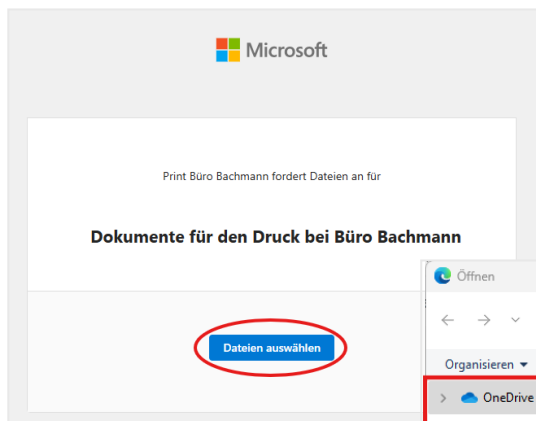 Microsoft
Print Büro Bachmann fordert Dateien an für
Dokumente für den Druck bei Büro Bachmann
Dateien auswählen
Öffnen
Organisieren
OneDrive